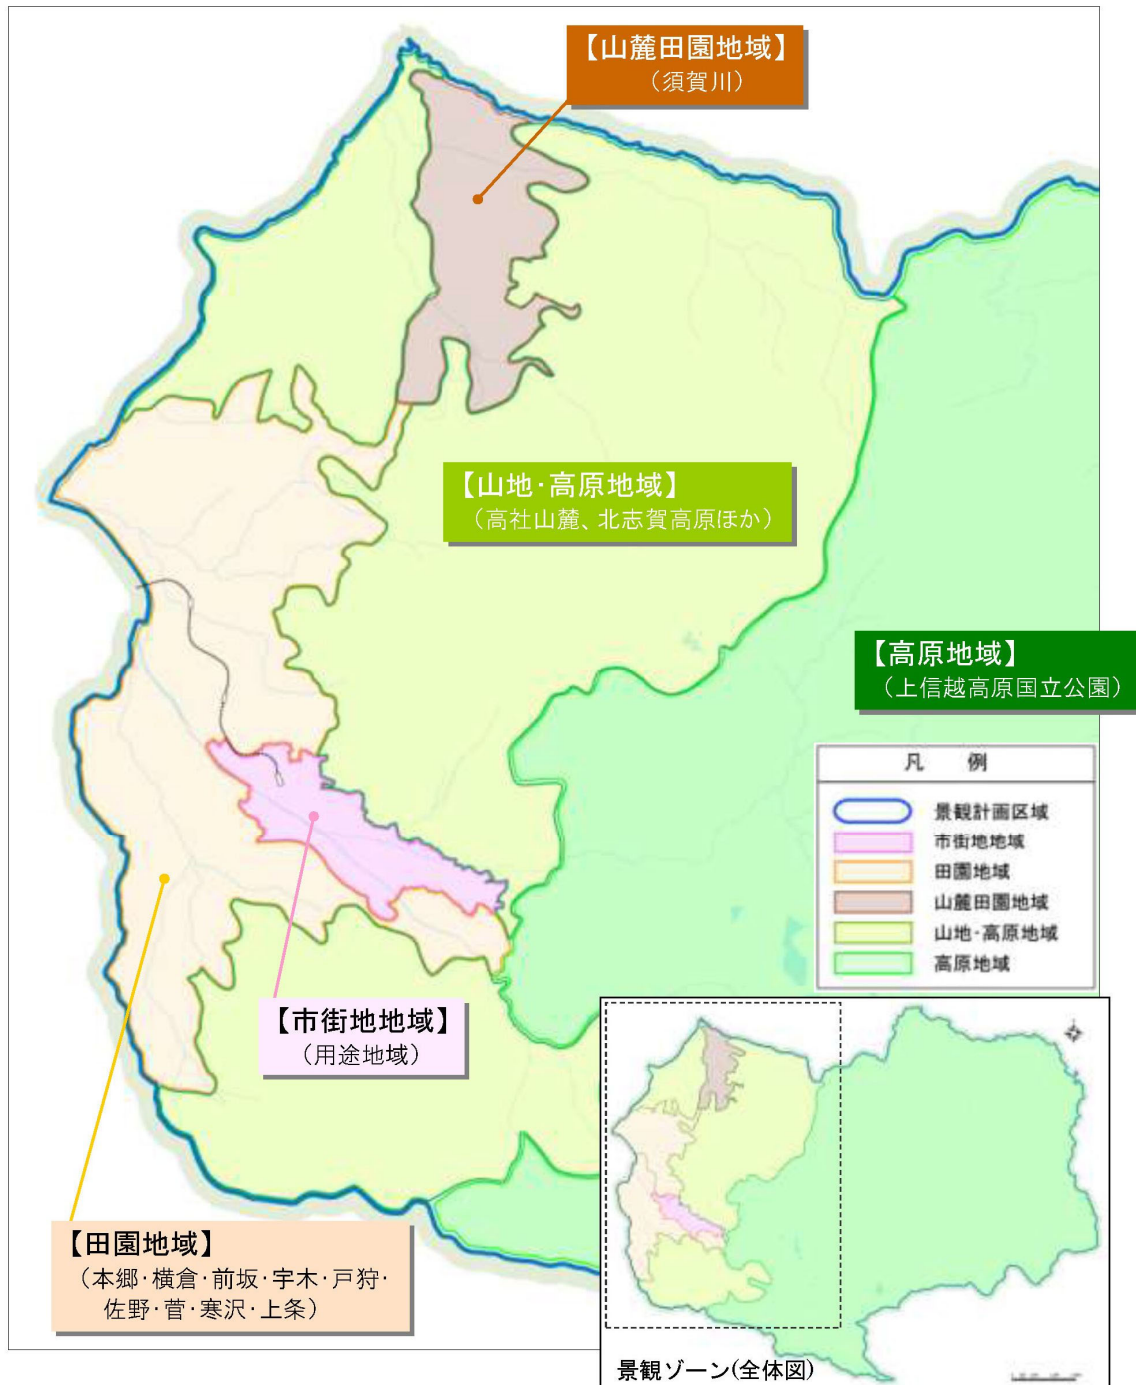 【山麓田園地域】
（須賀川）
【山地・高原地域】
（高社山麓、北志賀高原ほか）
【高原地域】
（上信越高原国立公園）
凡　例
景観計画区域
市街地地域
田園地域
山麓田園地域
山地・高原地域
高原地域
【市街地地域】
（用途地域）
【田園地域】
（本郷・横倉・前坂・宇木・戸狩・
佐野・菅・寒沢・上条）
景観ゾーン(全体図)